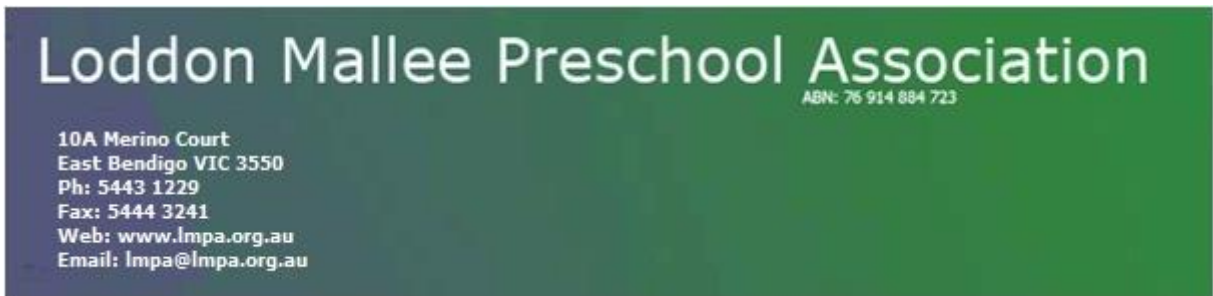 Loddon Mallee Preschool Association
ABN: 76 914 884 723
10A Merino Court
East Bendigo VIC 3550
Ph: 5443 1229
Fax: 5444 3241
Web: www.lmpa.org.au
Email: lmpa@lmpa.org.au